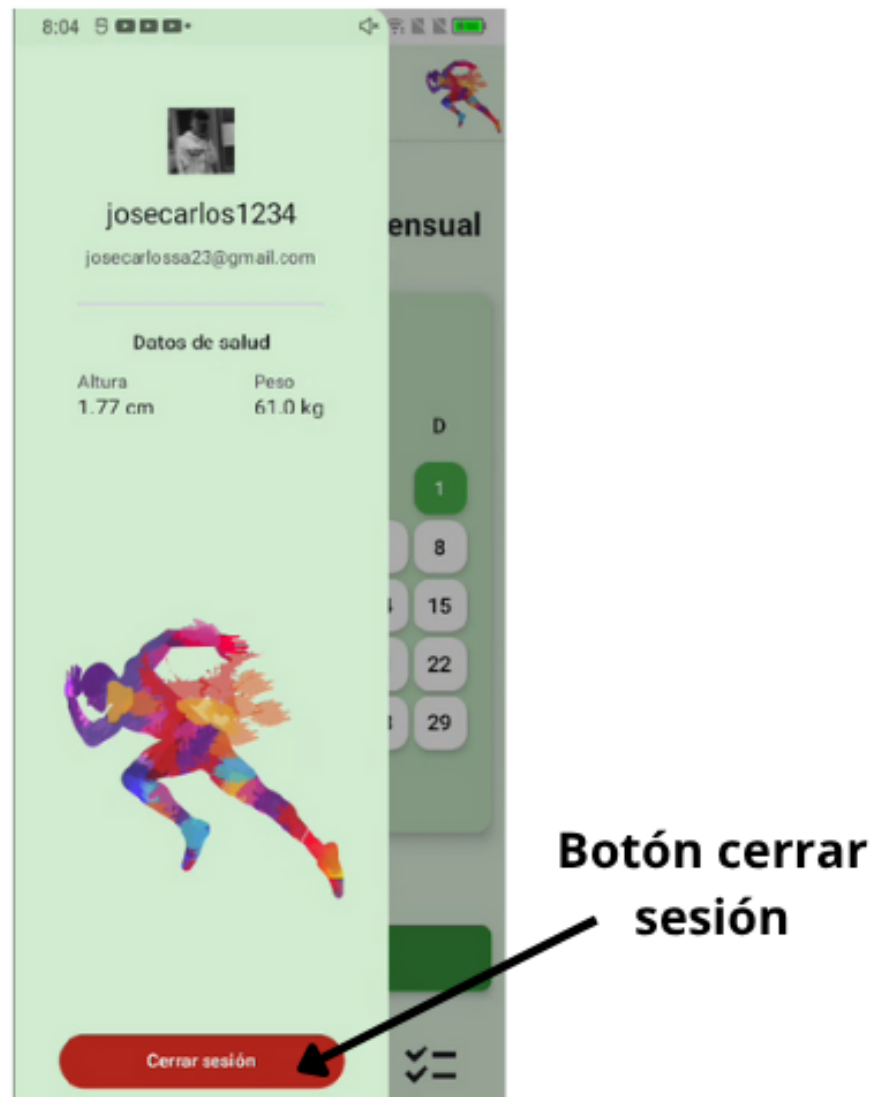 8:04
josecarlos1234
josecarlossa23@gmail.com
Datos de salud
Altura
Peso
1.77 cm
61.0 kg
Cerrar sesión
ensual
D
1
8
15
22
29
Botón cerrar
sesión